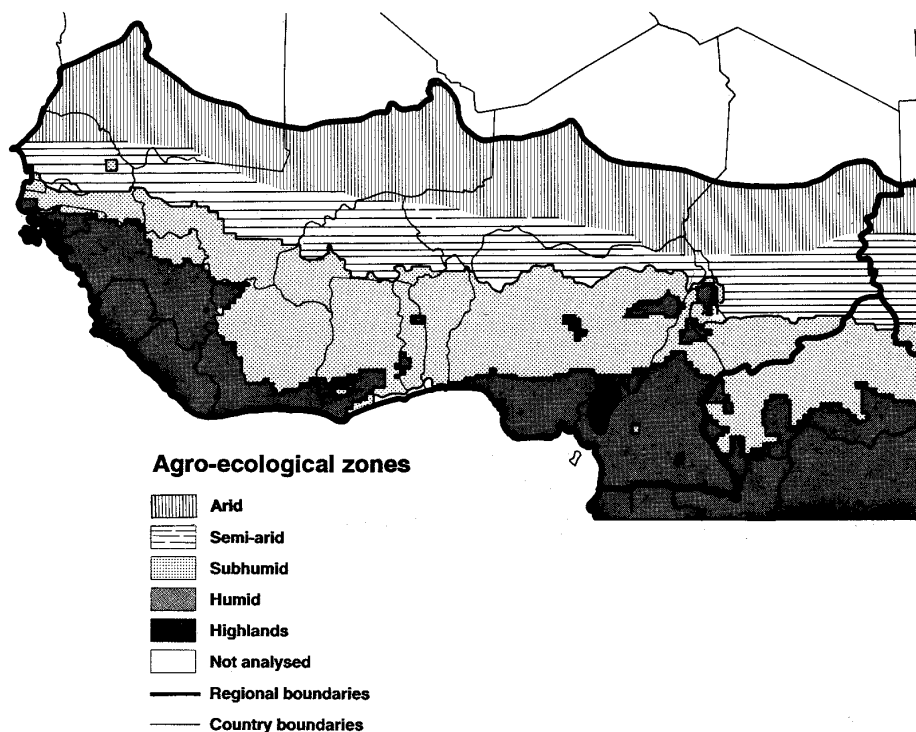 Agro-ecological zones
Arid
Semi-arid
Subhumid
Humid
Highlands
Not analysed
Regional boundaries
Country boundaries